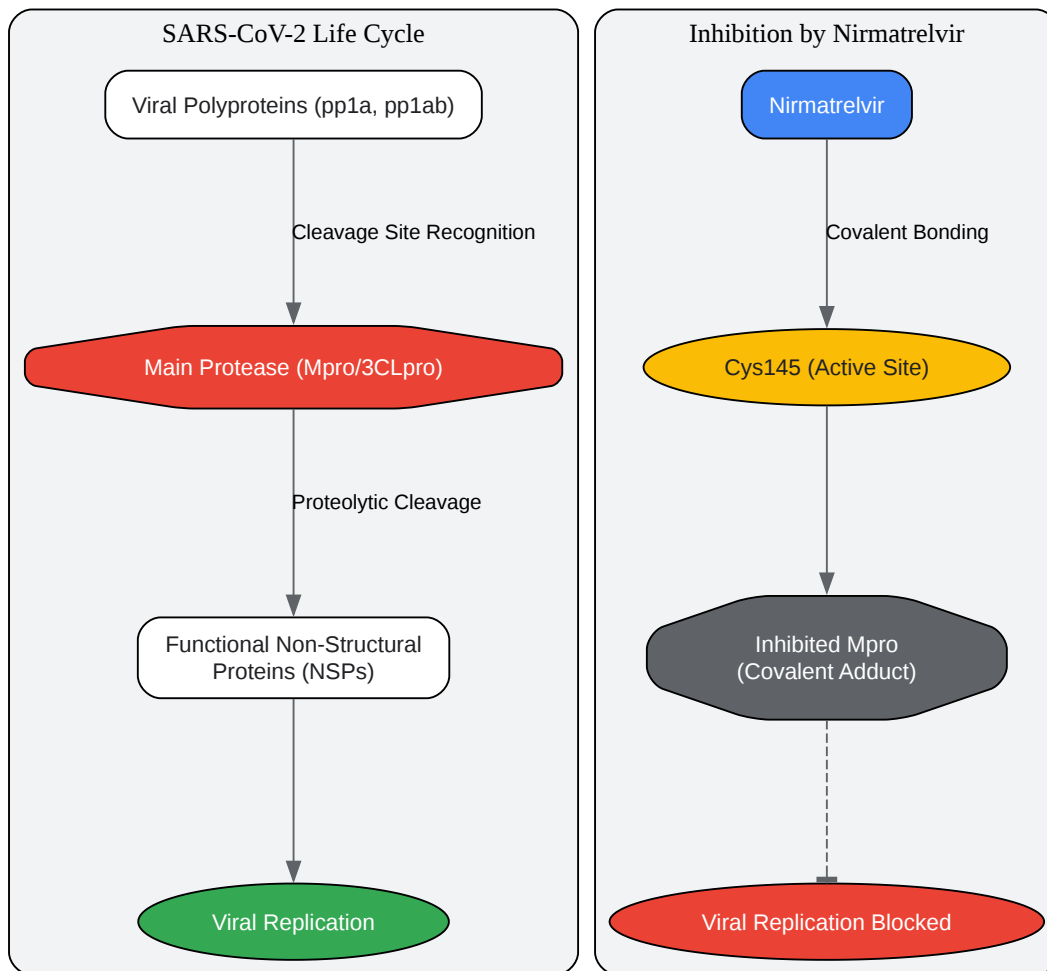 SARS-CoV-2 Life Cycle
Viral Polyproteins (pp1a, pp1ab)
Cleavage Site Recognition
Main Protease (Mpro/3CLpro)
Proteolytic Cleavage
Functional Non-Structural
Proteins (NSPs)
Viral Replication
Inhibition by Nirmatrelvir
Nirmatrelvir
Covalent Bonding
Cys145 (Active Site)
Inhibited Mpro
(Covalent Adduct)
Viral Replication Blocked